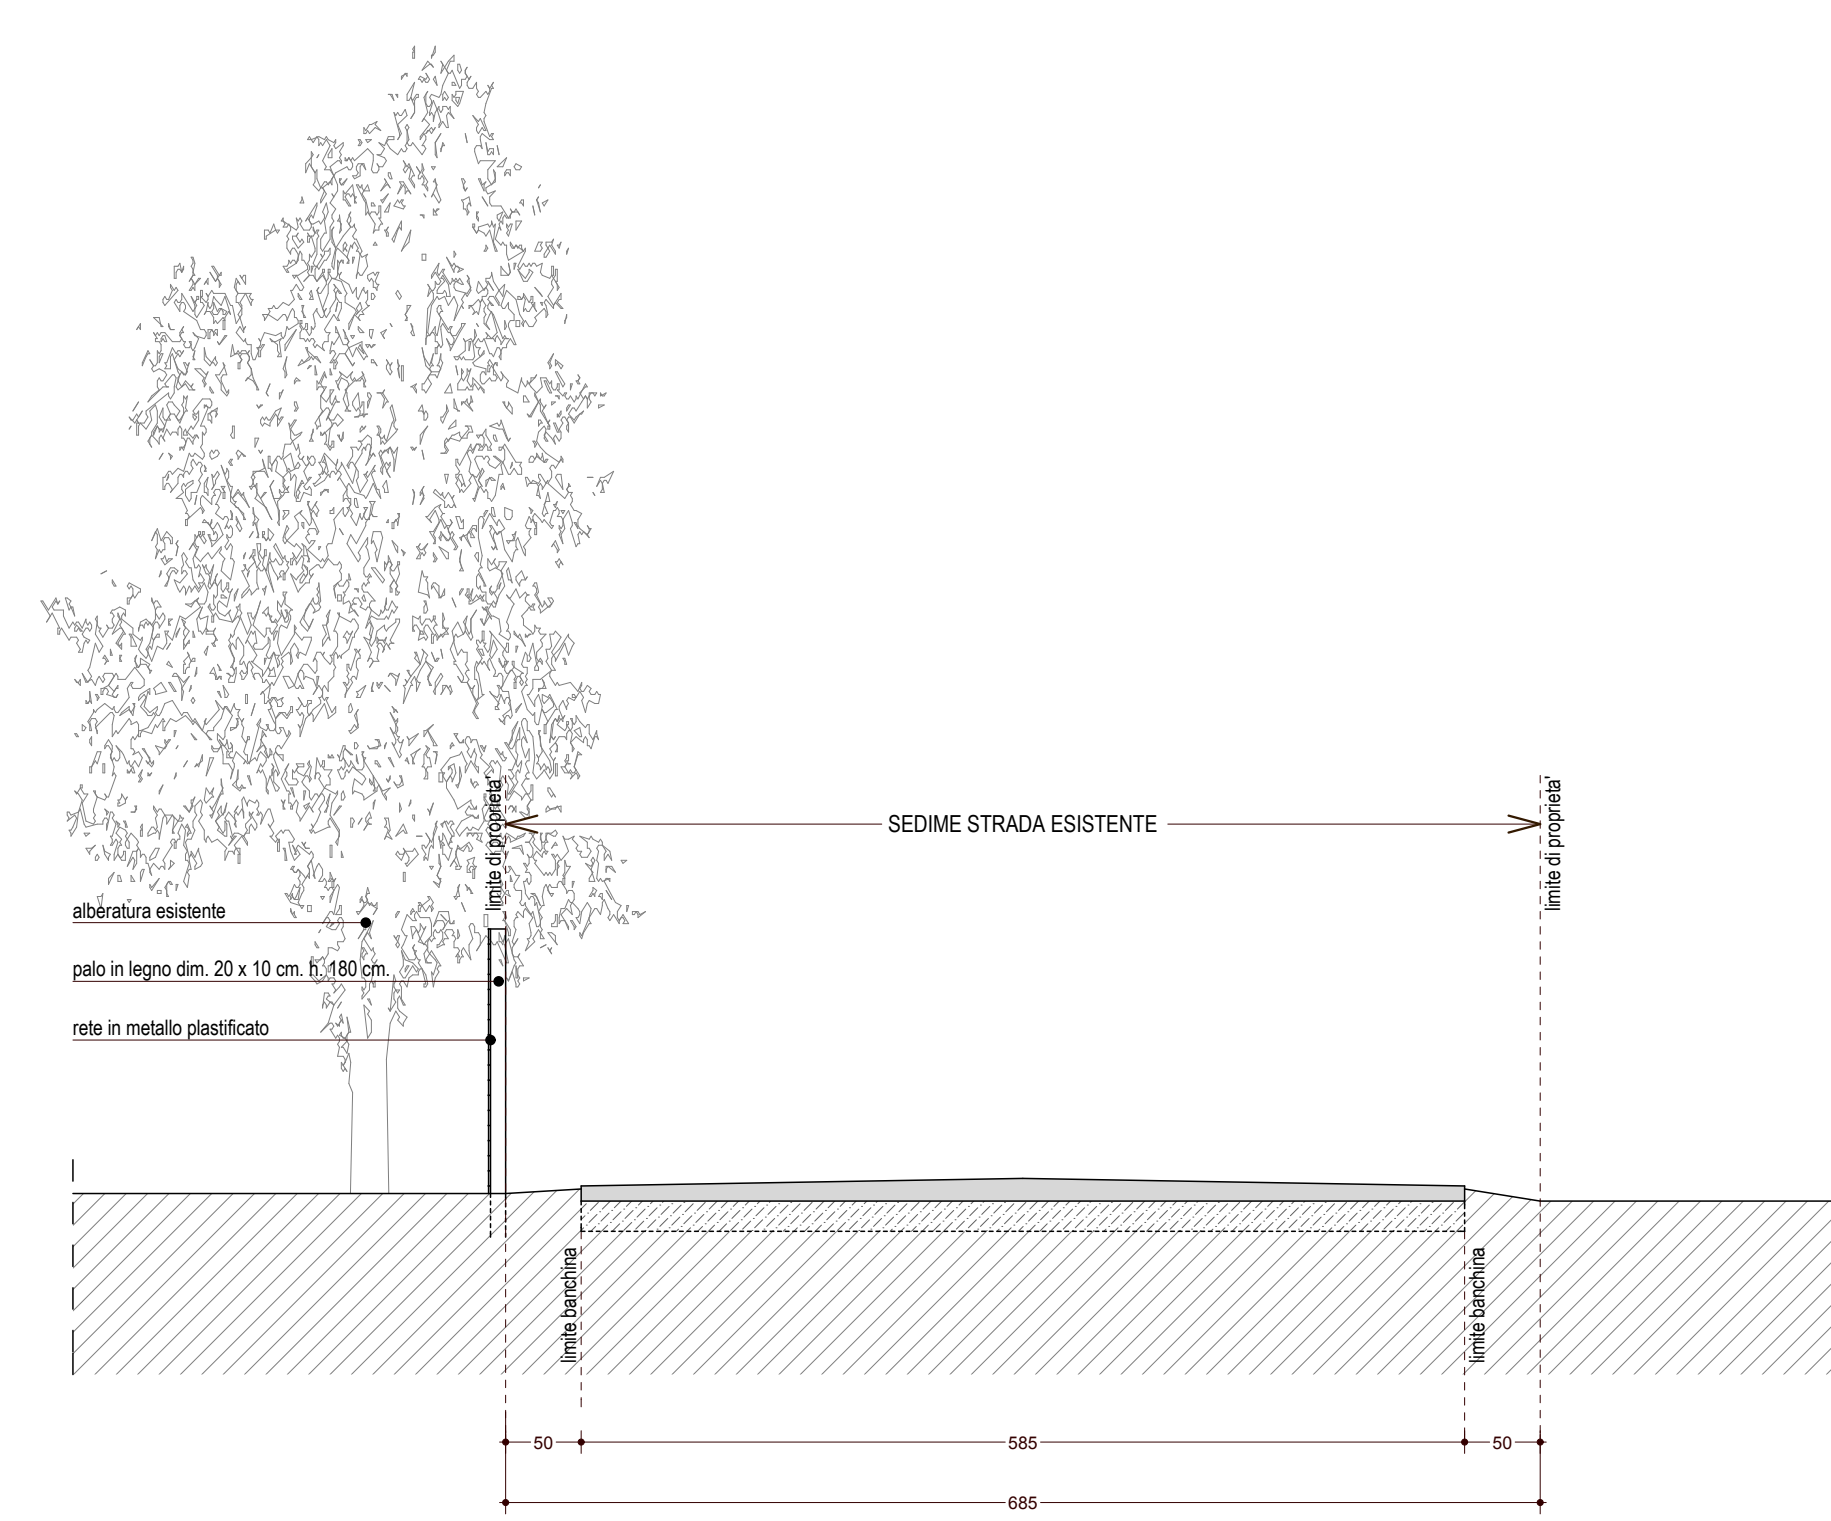 limite di proprieta'
SEDIME STRADA ESISTENTE
limite di proprieta'
alberatura esistente
palo in legno dim. 20 x 10 cm. h. 180 cm.
rete in metallo plastificato
limite banchina
limite banchina
50
585
50
685